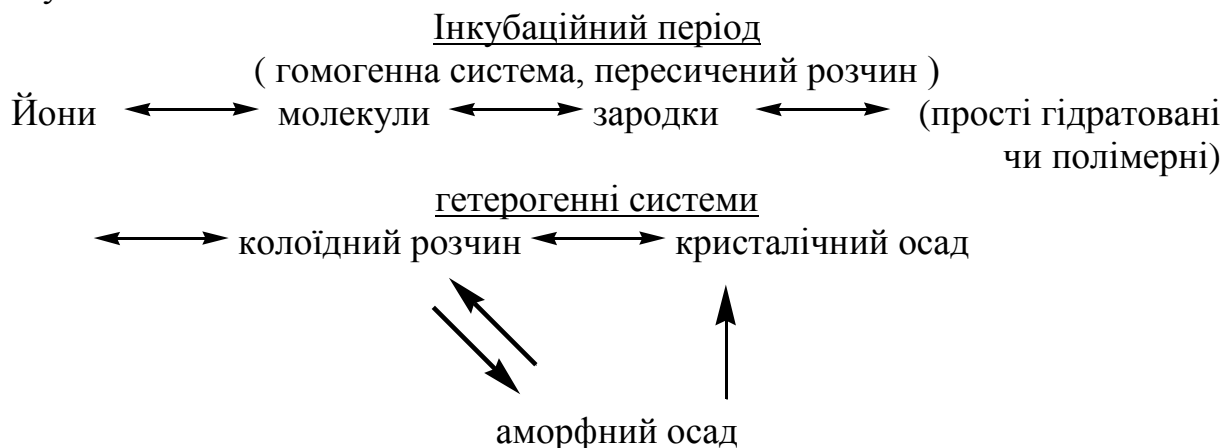 Інкубаційний період
( гомогенна система, пересичений розчин )
Йони молекули зародки (прості гідратовані
чи полімерні)
гетерогенні системи
колоїдний розчин кристалічний осад
аморфний осад